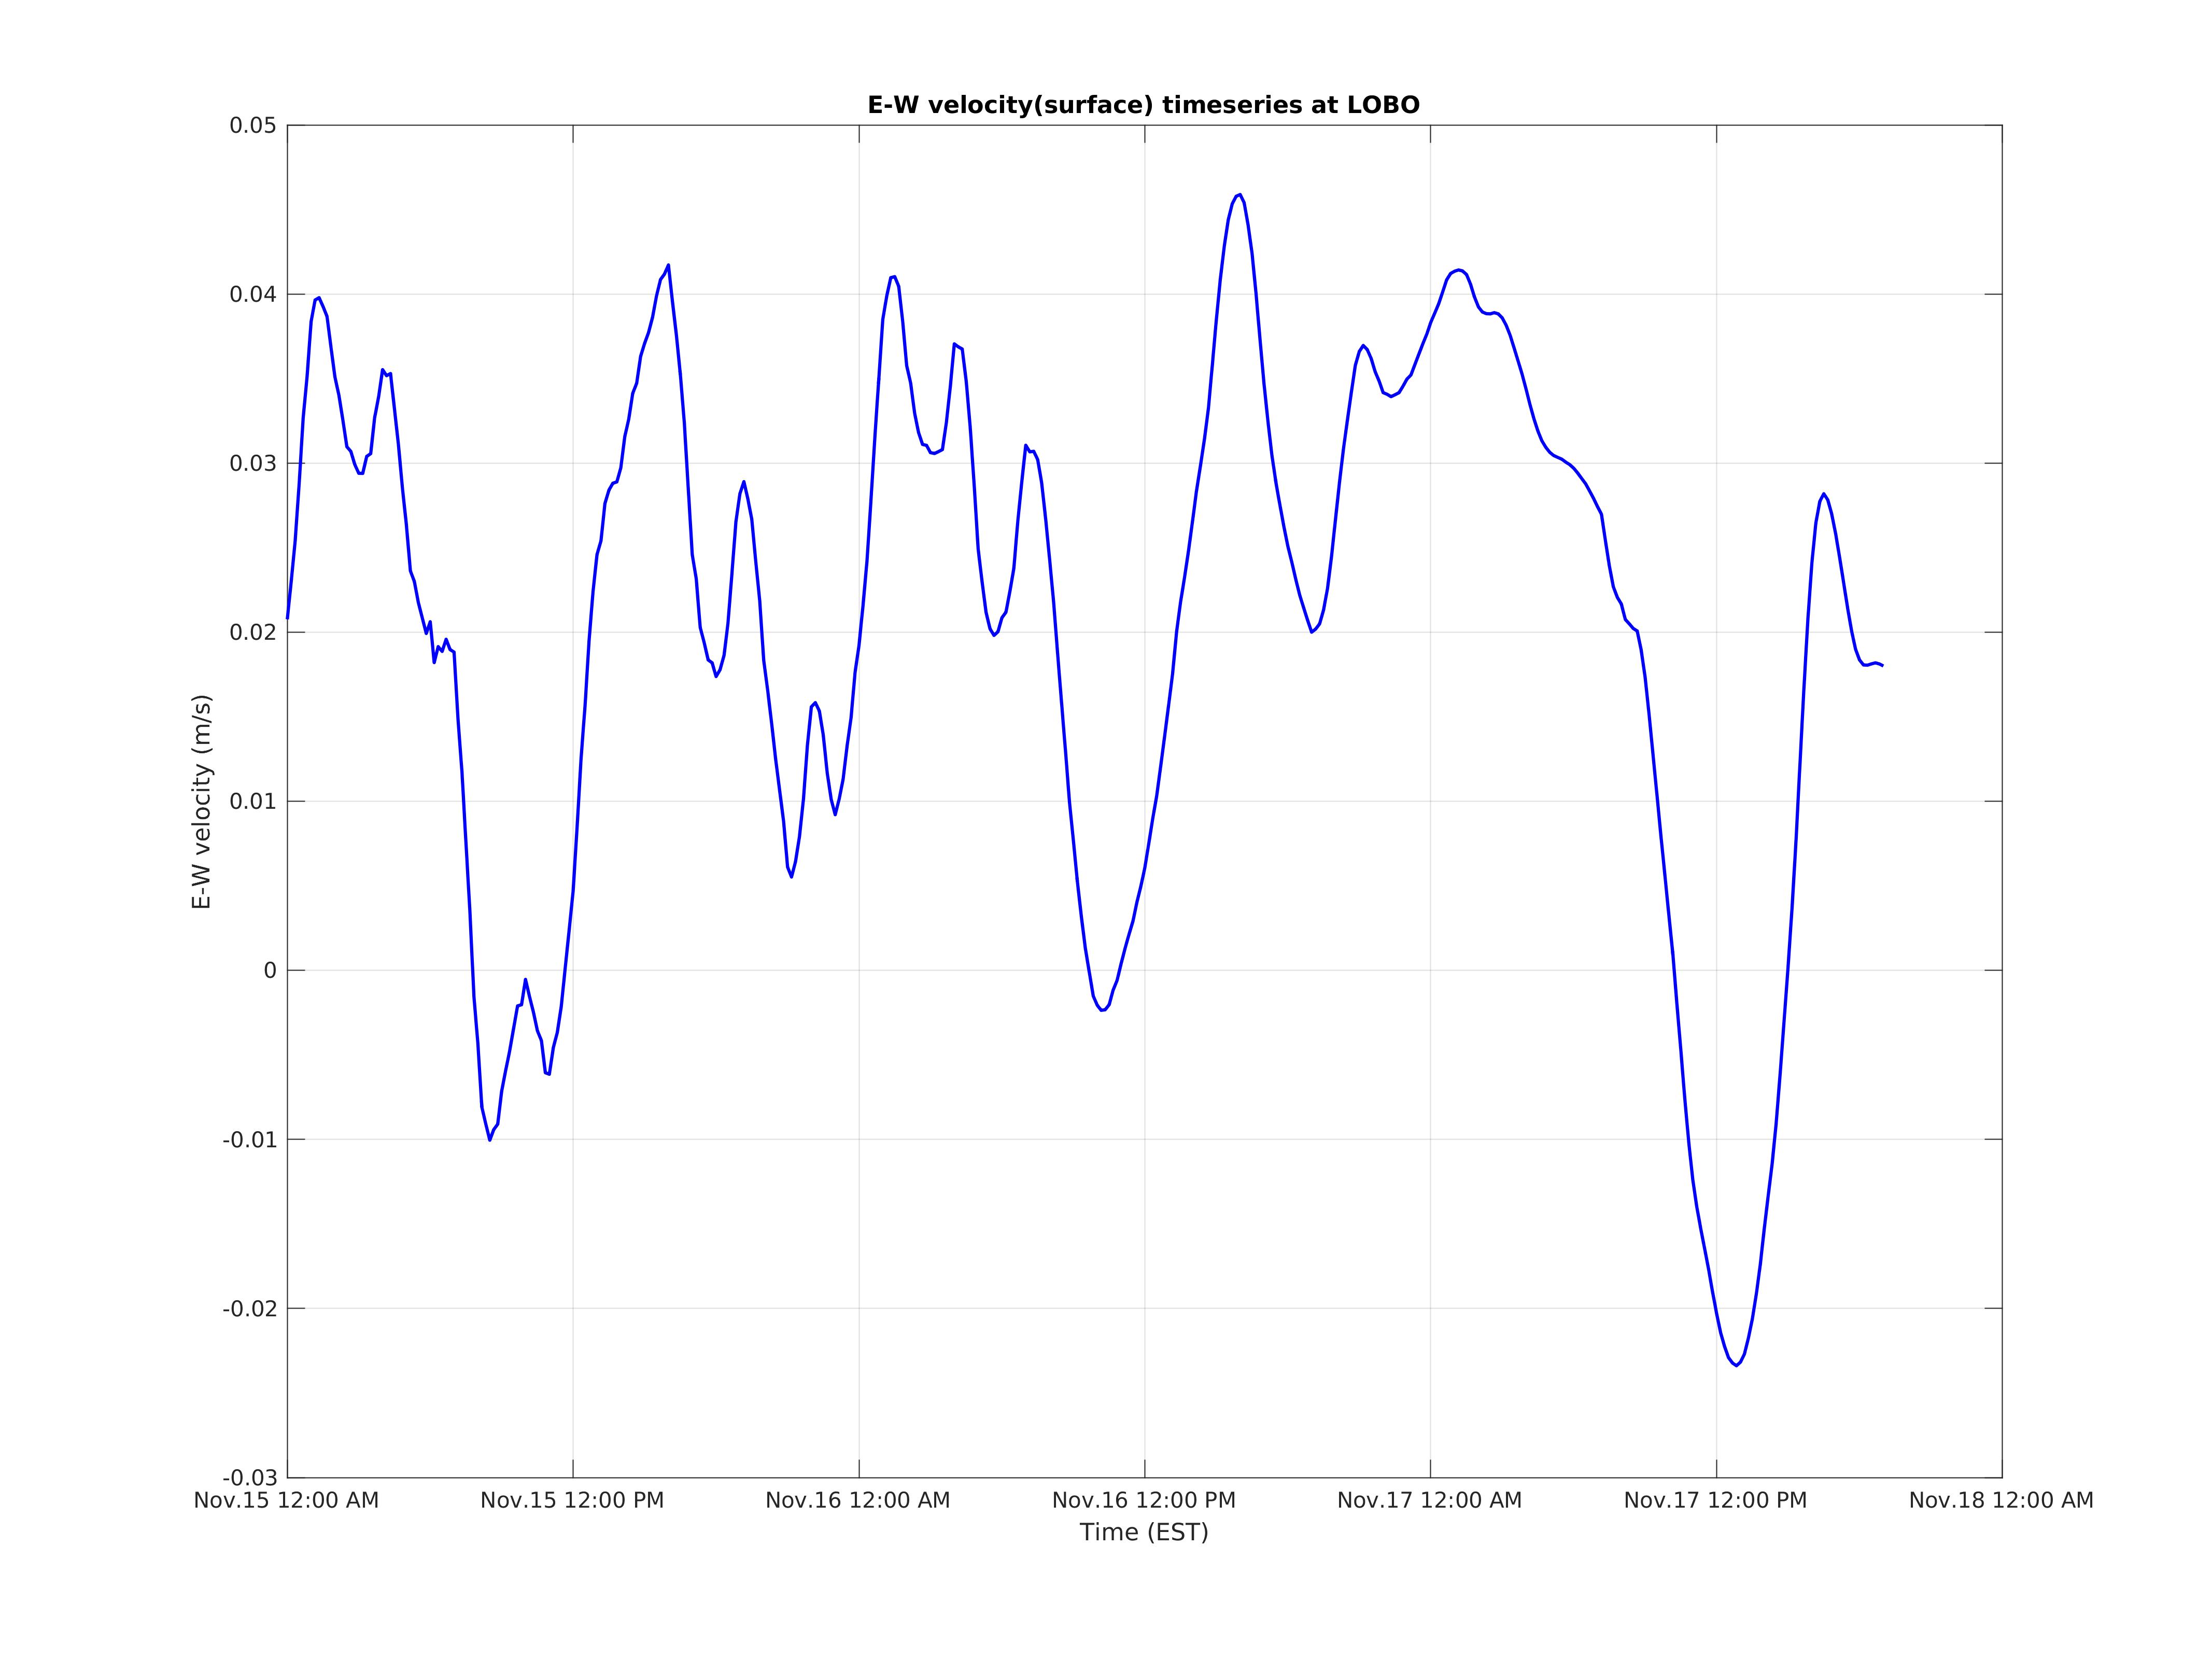 E-W velocity(surface) timeseries at LOBO
0.05
0.04
0.03
0.02
0.01
0
-0.01
-0.02
-0.03
E-W velocity (m/s)
Nov.15 12:00 AM Nov.15 12:00 PM Nov.16 12:00 AM Nov.16 12:00 PM Nov.17 12:00 AM Nov.17 12:00 PM Nov.18 12:00 AM
Time (EST)